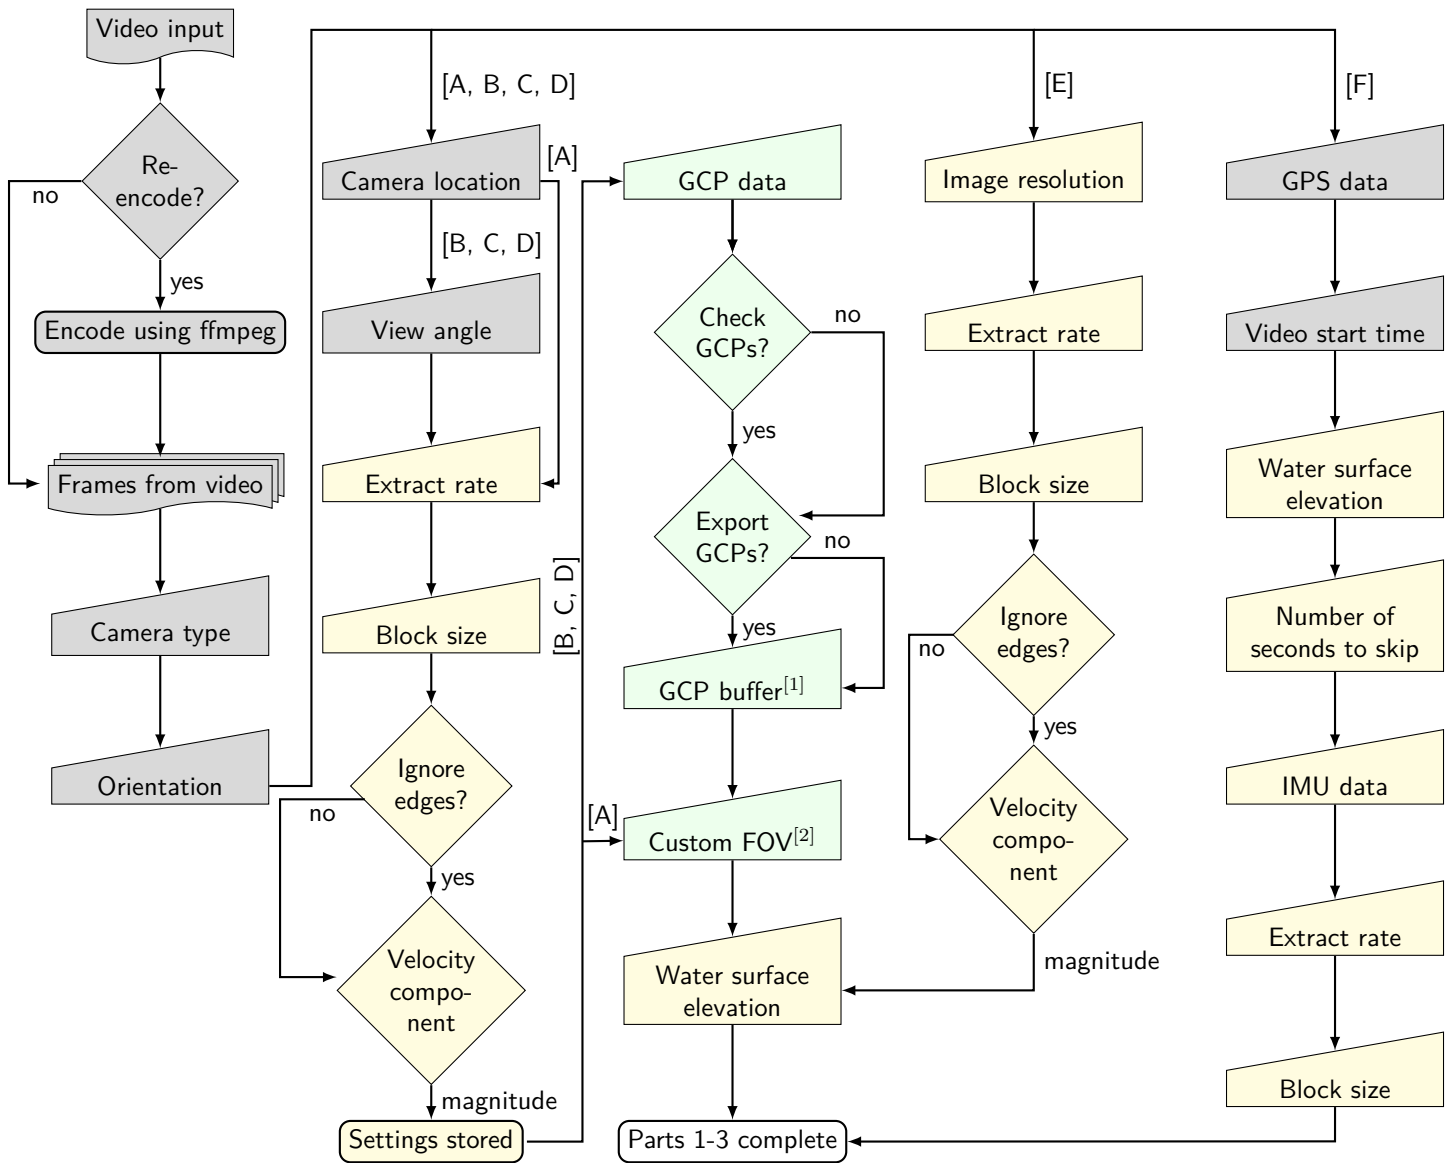 Video input
Re-
encode?
no
yes
Encode using ffmpeg
Frames from video
Camera type
Orientation
[A, B, C, D]
Camera location
[A]
[B, C, D]
View angle
Extract rate
Block size
Ignore
edges?
no
yes
Velocity
compo-
nent
magnitude
Settings stored
[B, C, D]
[A]
GCP data
Check
GCPs?
no
yes
Export
GCPs?
no
yes
GCP buffer[1]
Custom FOV[2]
Water surface
elevation
Parts 1-3 complete
[E]
Image resolution
Extract rate
Block size
Ignore
edges?
no
yes
Velocity
compo-
nent
magnitude
[F]
GPS data
Video start time
Water surface
elevation
Number of
seconds to skip
IMU data
Extract rate
Block size